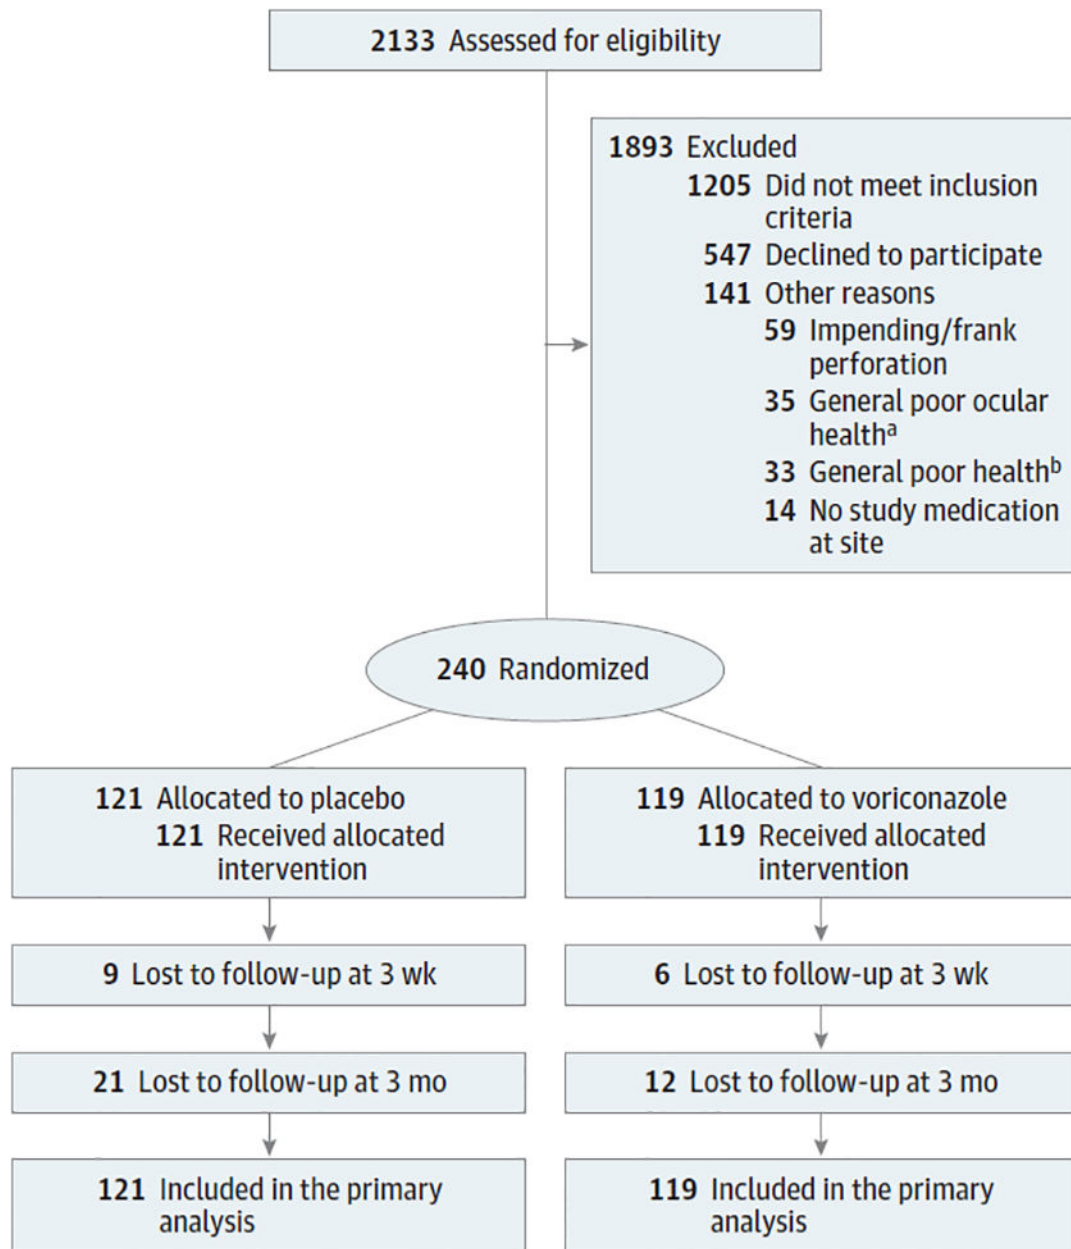 2133 Assessed for eligibility
1893 Excluded
1205 Did not meet inclusion
criteria
547 Declined to participate
141 Other reasons
59 Impending/frank
perforation
35 General poor ocular
healthᵃ
33 General poor healthᵇ
14 No study medication
at site
240 Randomized
121 Allocated to placebo
121 Received allocated
intervention
119 Allocated to voriconazole
119 Received allocated
intervention
9 Lost to follow-up at 3 wk
6 Lost to follow-up at 3 wk
21 Lost to follow-up at 3 mo
12 Lost to follow-up at 3 mo
121 Included in the primary
analysis
119 Included in the primary
analysis